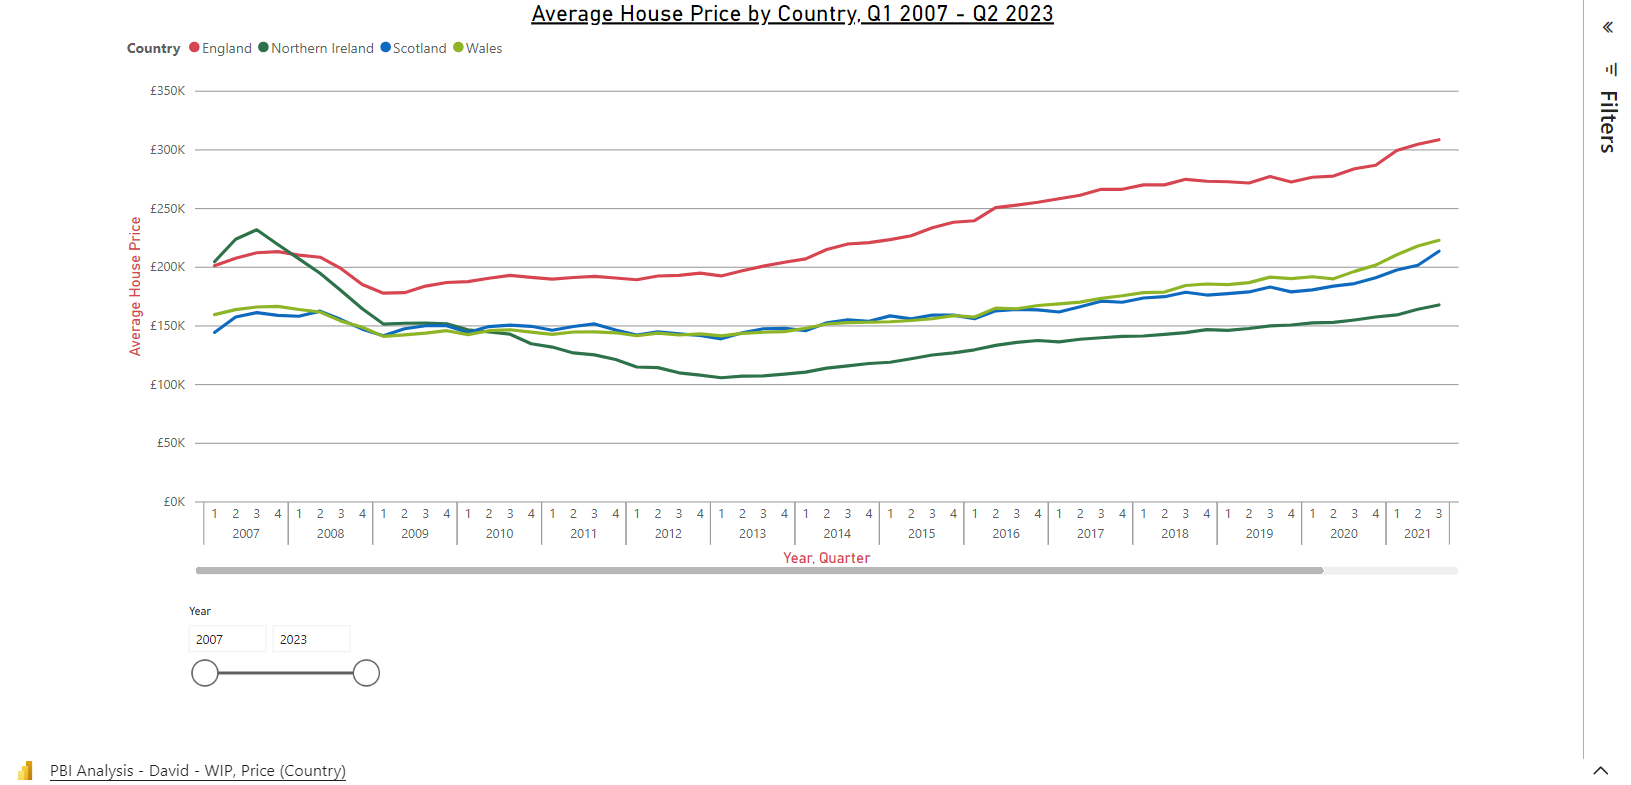 Average House Price by Country, Q1 2007 - Q2 2023
Country England Northern Ireland Scotland Wales
£350K
£300K
£250K
£200K
£150K
£100K
£50K
£0K
Average House Price
1 2 3 4 1 2 3 4 1 2 3 4 1 2 3 4 1 2 3 4 1 2 3 4 1 2 3 4 1 2 3 4 1 2 3 4 1 2 3 4 1 2 3 4 1 2 3 4 1 2 3 4 1 2 3 4 1 2 3
2007 2008 2009 2010 2011 2012 2013 2014 2015 2016 2017 2018 2019 2020 2021
Year, Quarter
Year
2007 2023
Filters
PBI Analysis - David - WIP, Price (Country)